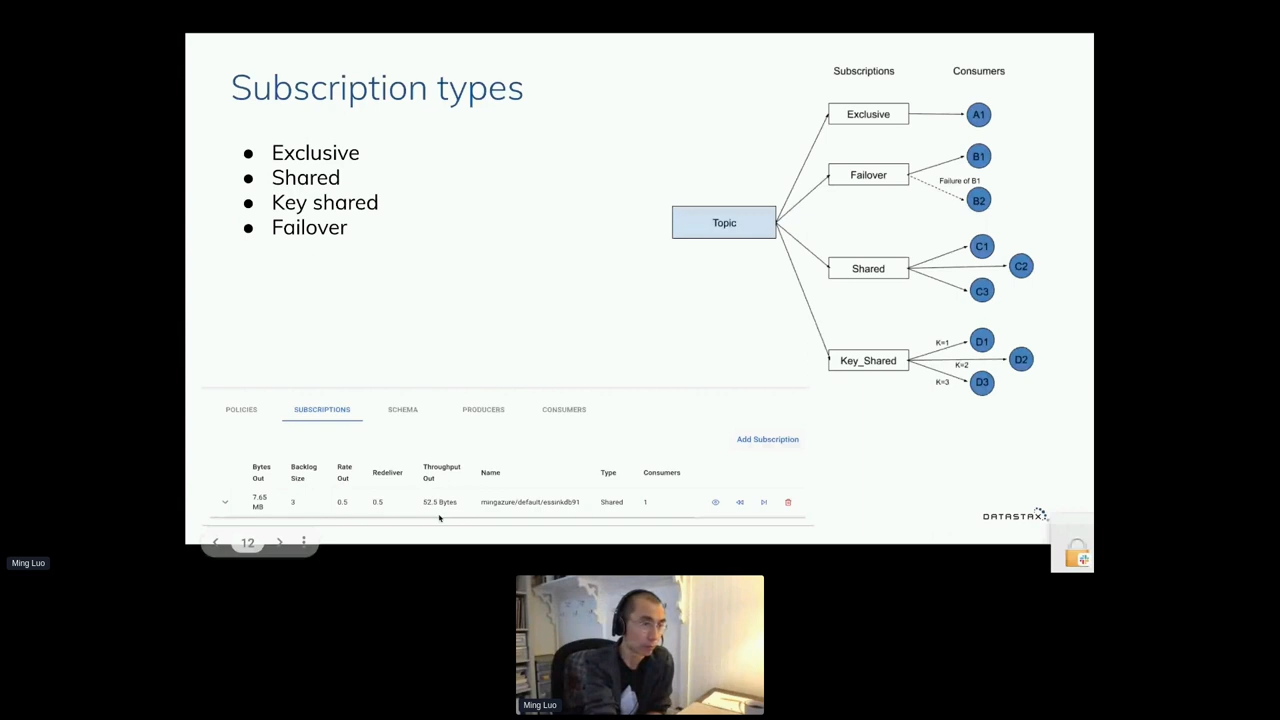 Subscription types
Exclusive
Shared
Key shared
Failover
Subscriptions
Consumers
Topic
Exclusive
A1
Failover
B1
Failure of B1
B2
Shared
C1
C2
C3
Key_Shared
K=1
D1
K=2
D2
K=3
D3
POLICIES SUBSCRIPTIONS SCHEMA PRODUCERS CONSUMERS
Add Subscription
Bytes Out
Backlog Size
Rate Out
Redeliver
Throughput Out
Name
Type
Consumers
7.65 MB
3
0.5
0.5
52.5 Bytes
mingazure/default/essinkdb91
Shared
1
DATASTAX
12
Ming Luo
Ming Luo